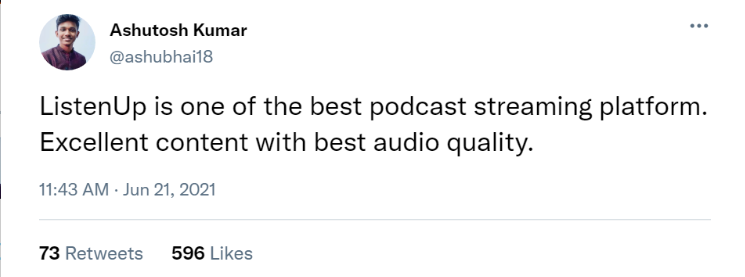 Ashutosh Kumar
@ashubhai18
ListenUp is one of the best podcast streaming platform.
Excellent content with best audio quality.
11:43 AM · Jun 21, 2021
73 Retweets 596 Likes